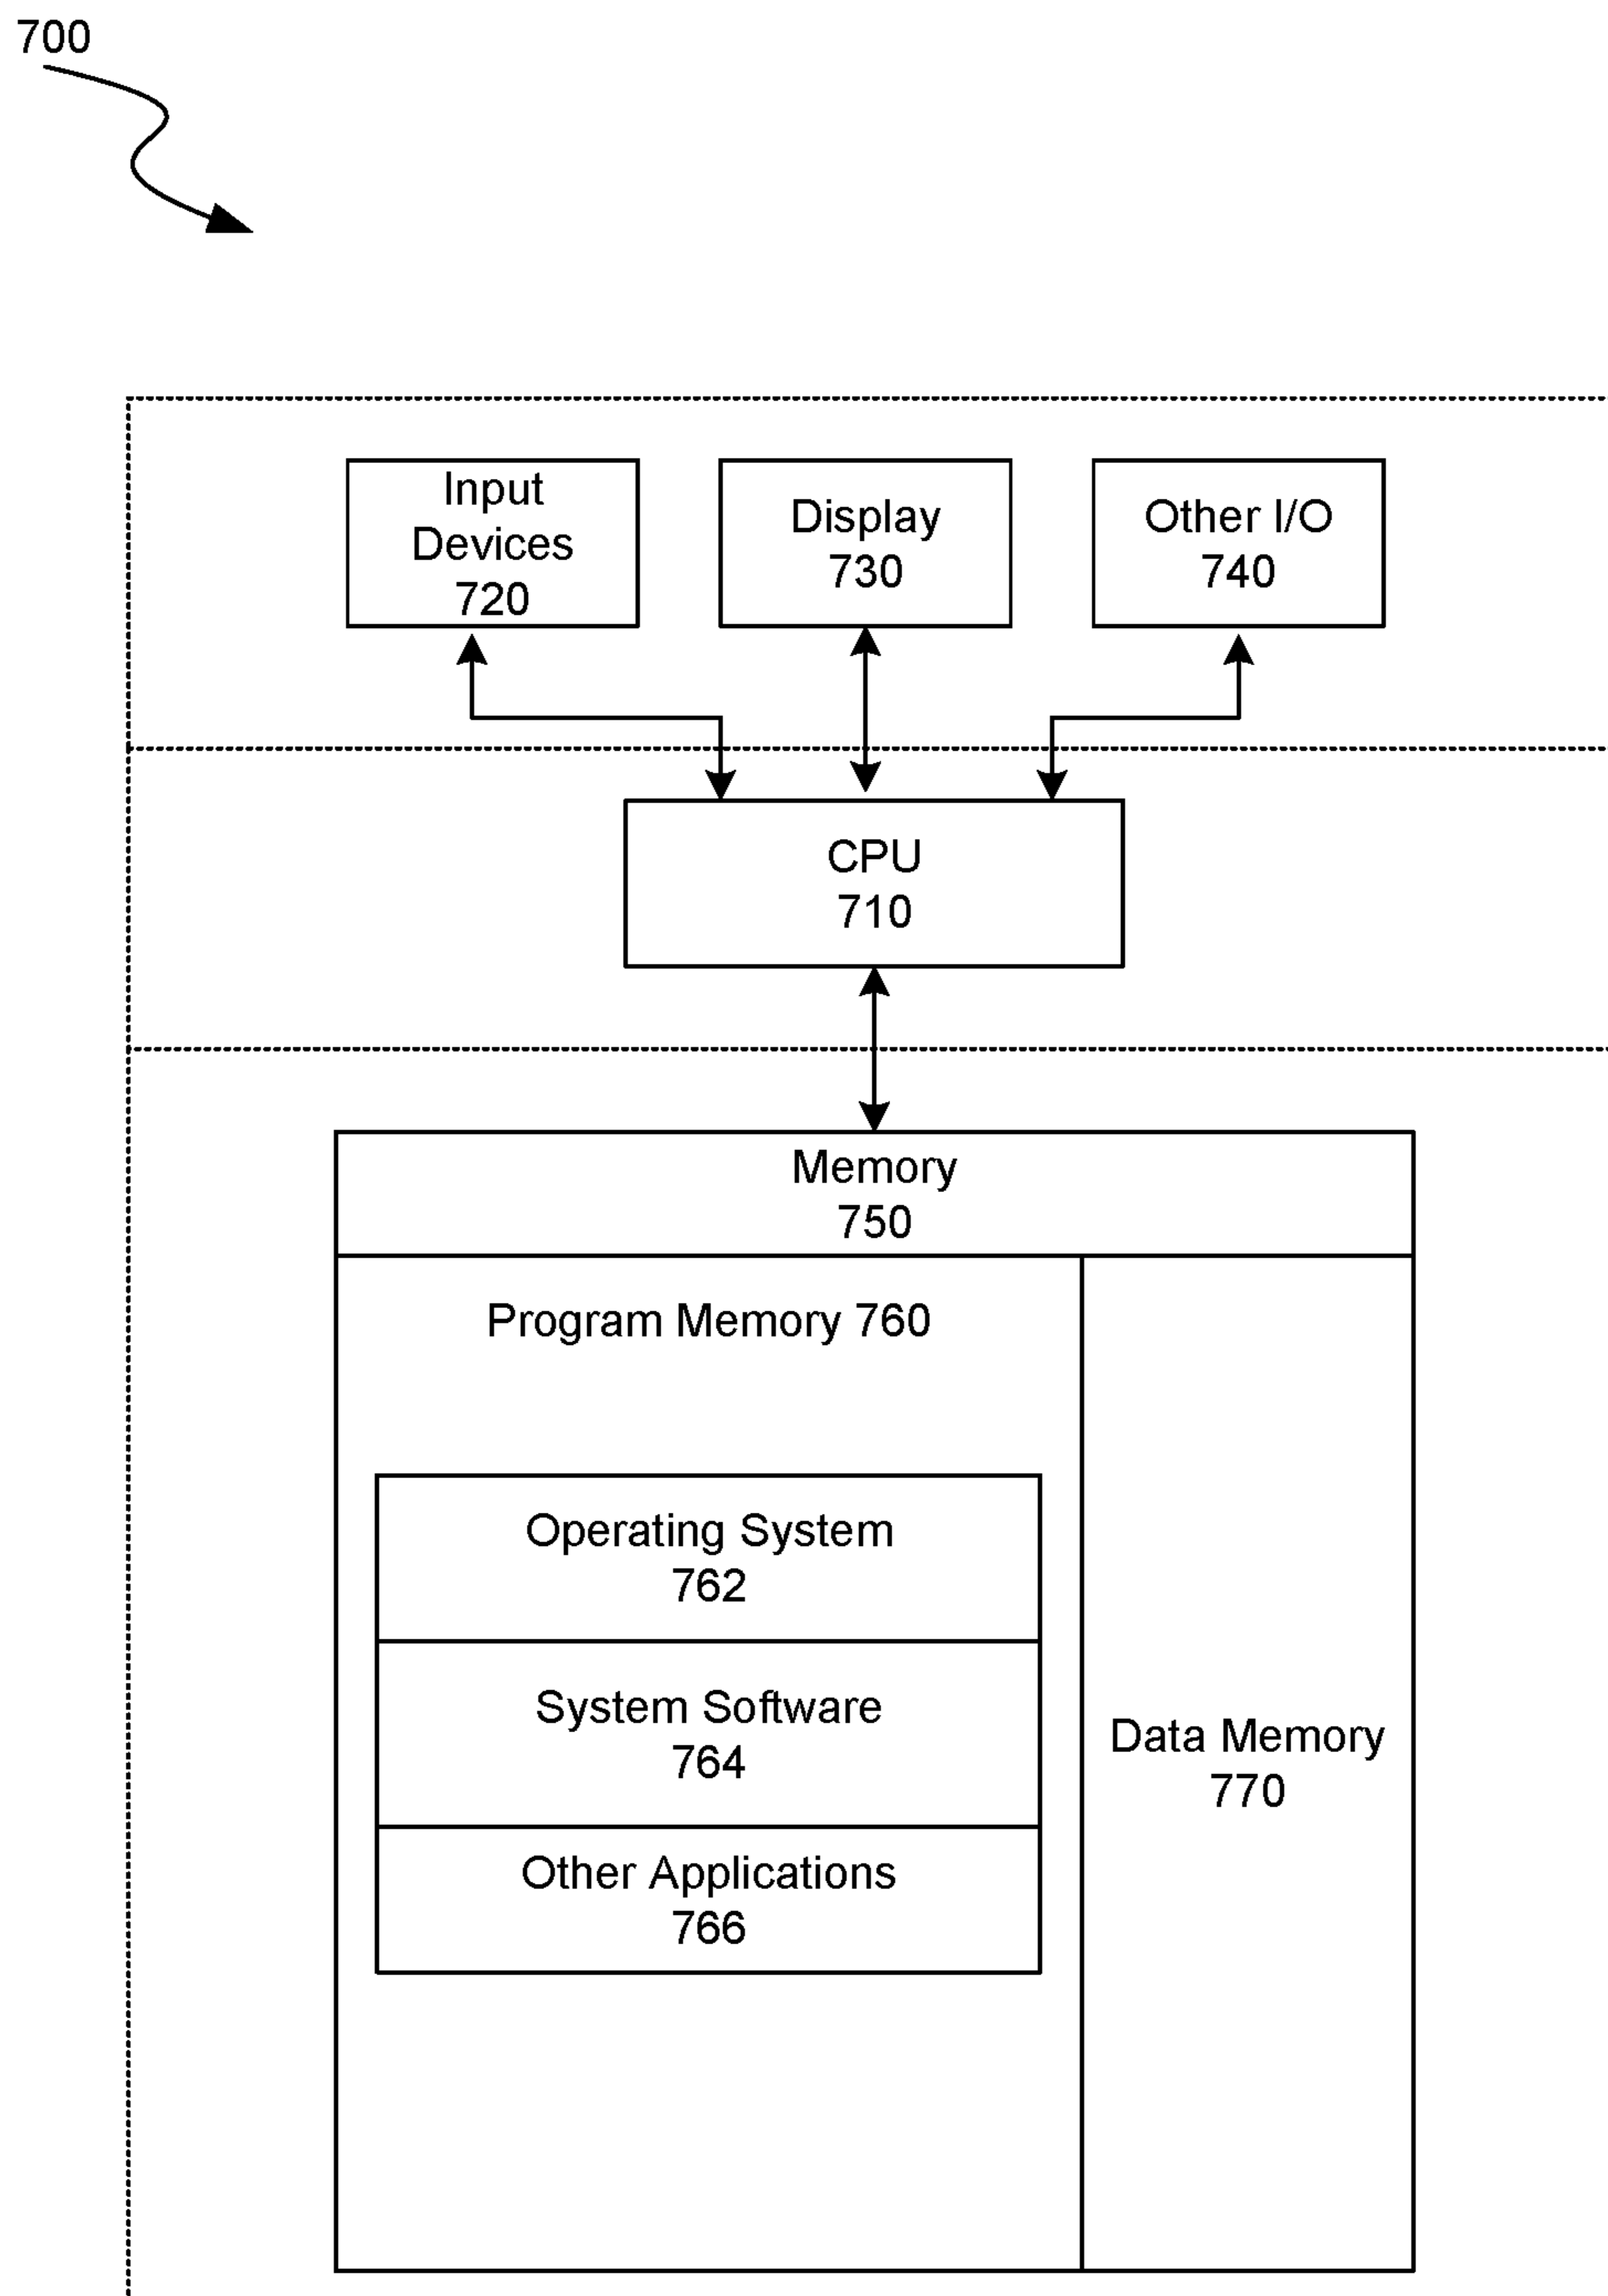 700
Input
Devices
720
Display
730
Other I/O
740
CPU
710
Memory
750
Program Memory 760
Operating System
762
System Software
764
Other Applications
766
Data Memory
770